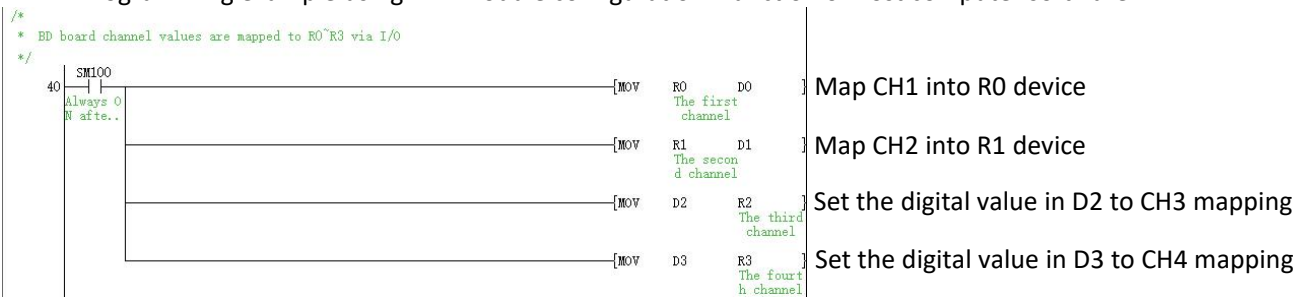 /*
* BD board channel values are mapped to R0~R3 via I/O
*/
SM100
40 [MOV R0 D0 ] Map CH1 into R0 device
Always O
N afte..
The first
channel
[MOV R1 D1 ] Map CH2 into R1 device
The secon
d channel
[MOV D2 R2 ] Set the digital value in D2 to CH3 mapping
The third
channel
[MOV D3 R3 ] Set the digital value in D3 to CH4 mapping
The fourt
h channel